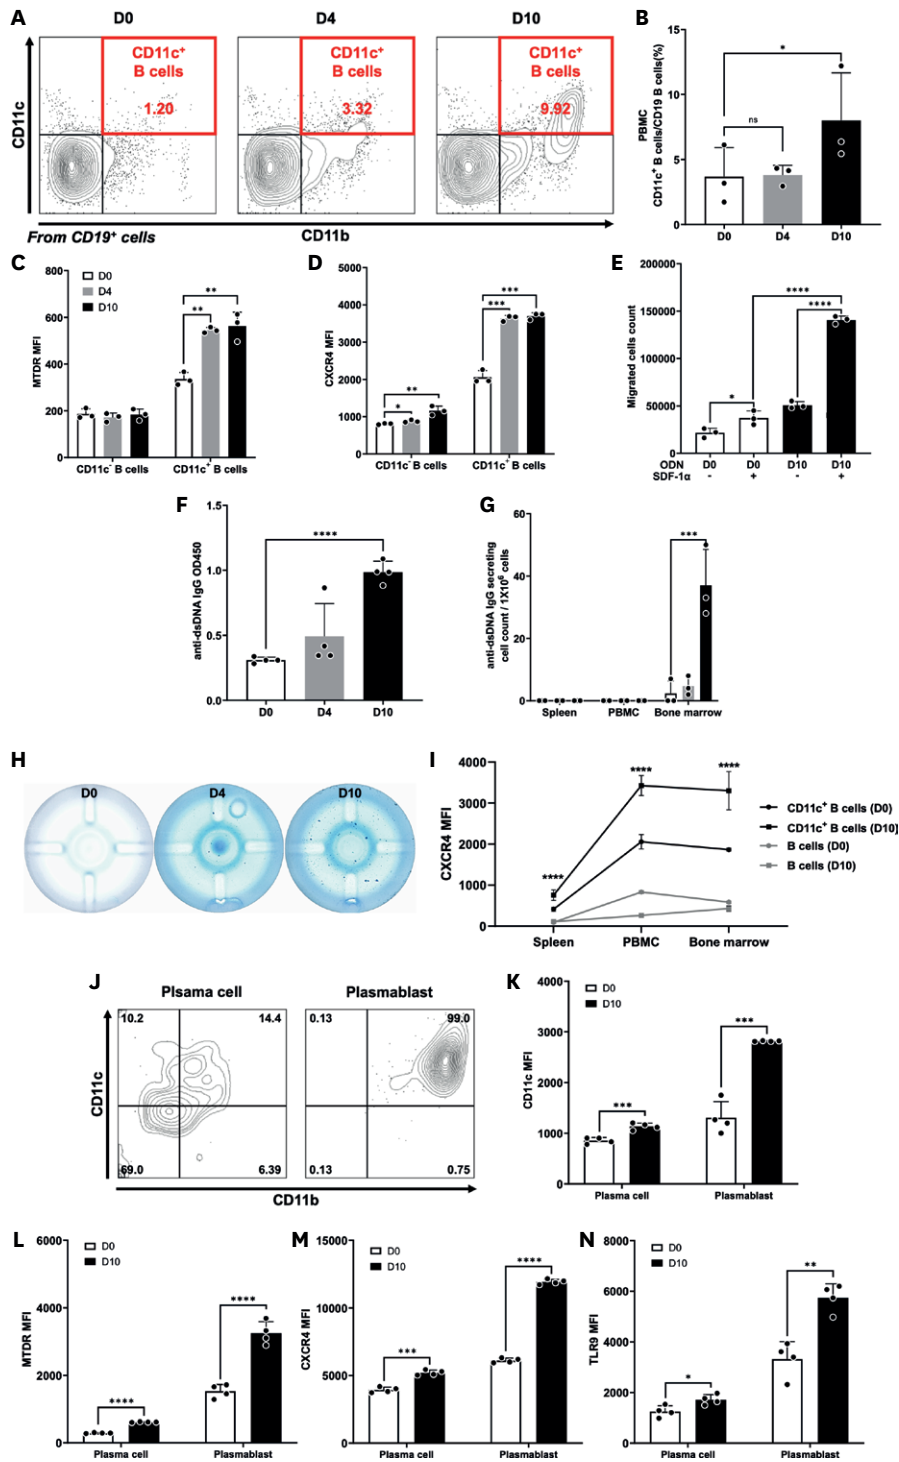 A
D0
D4
D10
CD11c⁺
B cells
1.20
CD11c⁺
B cells
3.32
CD11c⁺
B cells
9.92
CD11c
From CD19⁺ cells
CD11b
B
PBMC
CD11c⁺ B cells/CD19 B cells(%)
15
10
5
0
ns
*
D0
D4
D10
C
MTDR MFI
800
600
400
200
0
D0
D4
D10
**
**
CD11c⁻ B cells
CD11c⁺ B cells
D
CXCR4 MFI
5000
4000
3000
2000
1000
0
*
**
***
***
CD11c⁻ B cells
CD11c⁺ B cells
E
Migrated cells count
200000
150000
100000
50000
0
*
****
****
ODN D0 D0 D10 D10
SDF-1α - + - +
F
anti-dsDNA IgG OD450
1.5
1.0
0.5
0.0
****
D0
D4
D10
G
anti-dsDNA IgG secreting
cell count / 1X10⁶ cells
60
40
20
0
***
Spleen
PBMC
Bone marrow
H
D0
D4
D10
I
CXCR4 MFI
4000
3000
2000
1000
0
****
****
****
Spleen
PBMC
Bone marrow
CD11c⁺ B cells (D0)
CD11c⁺ B cells (D10)
B cells (D0)
B cells (D10)
J
Plsama cell
Plasmablast
10.2
14.4
69.0
6.39
0.13
99.0
0.13
0.75
CD11c
CD11b
K
CD11c MFI
4000
3000
2000
1000
0
D0
D10
***
***
Plasma cell
Plasmablast
L
MTDR MFI
6000
4000
2000
0
D0
D10
****
****
Plasma cell
Plasmablast
M
CXCR4 MFI
15000
10000
5000
0
D0
D10
***
****
Plasma cell
Plasmablast
N
TLR9 MFI
8000
6000
4000
2000
0
D0
D10
*
**
Plasma cell
Plasmablast